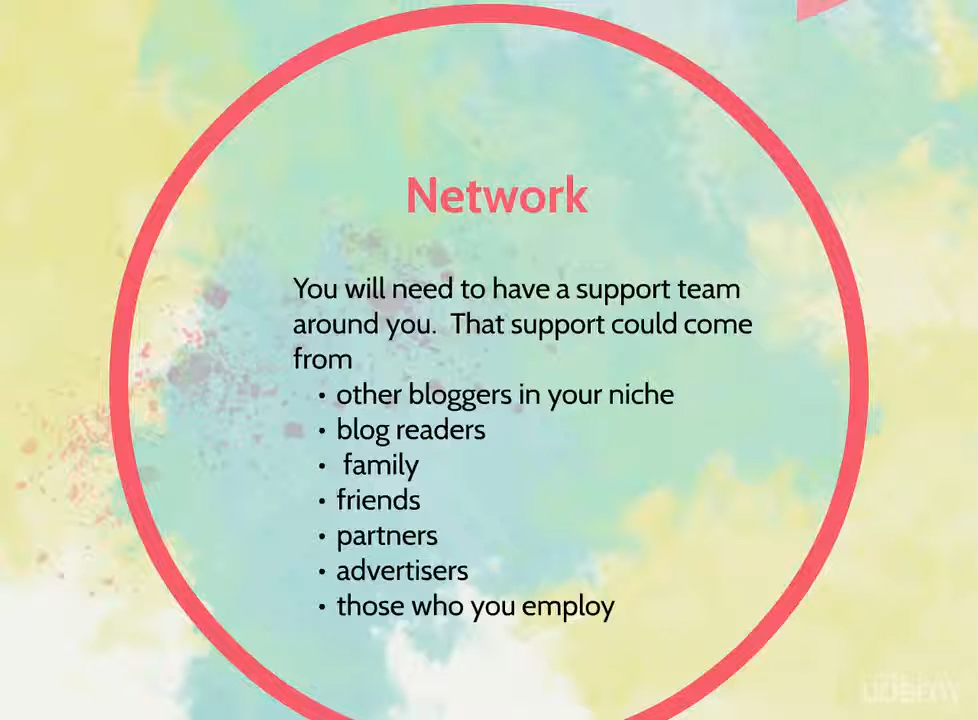 Network
You will need to have a support team
around you.  That support could come
from
• other bloggers in your niche
• blog readers
•  family
• friends
• partners
• advertisers
• those who you employ